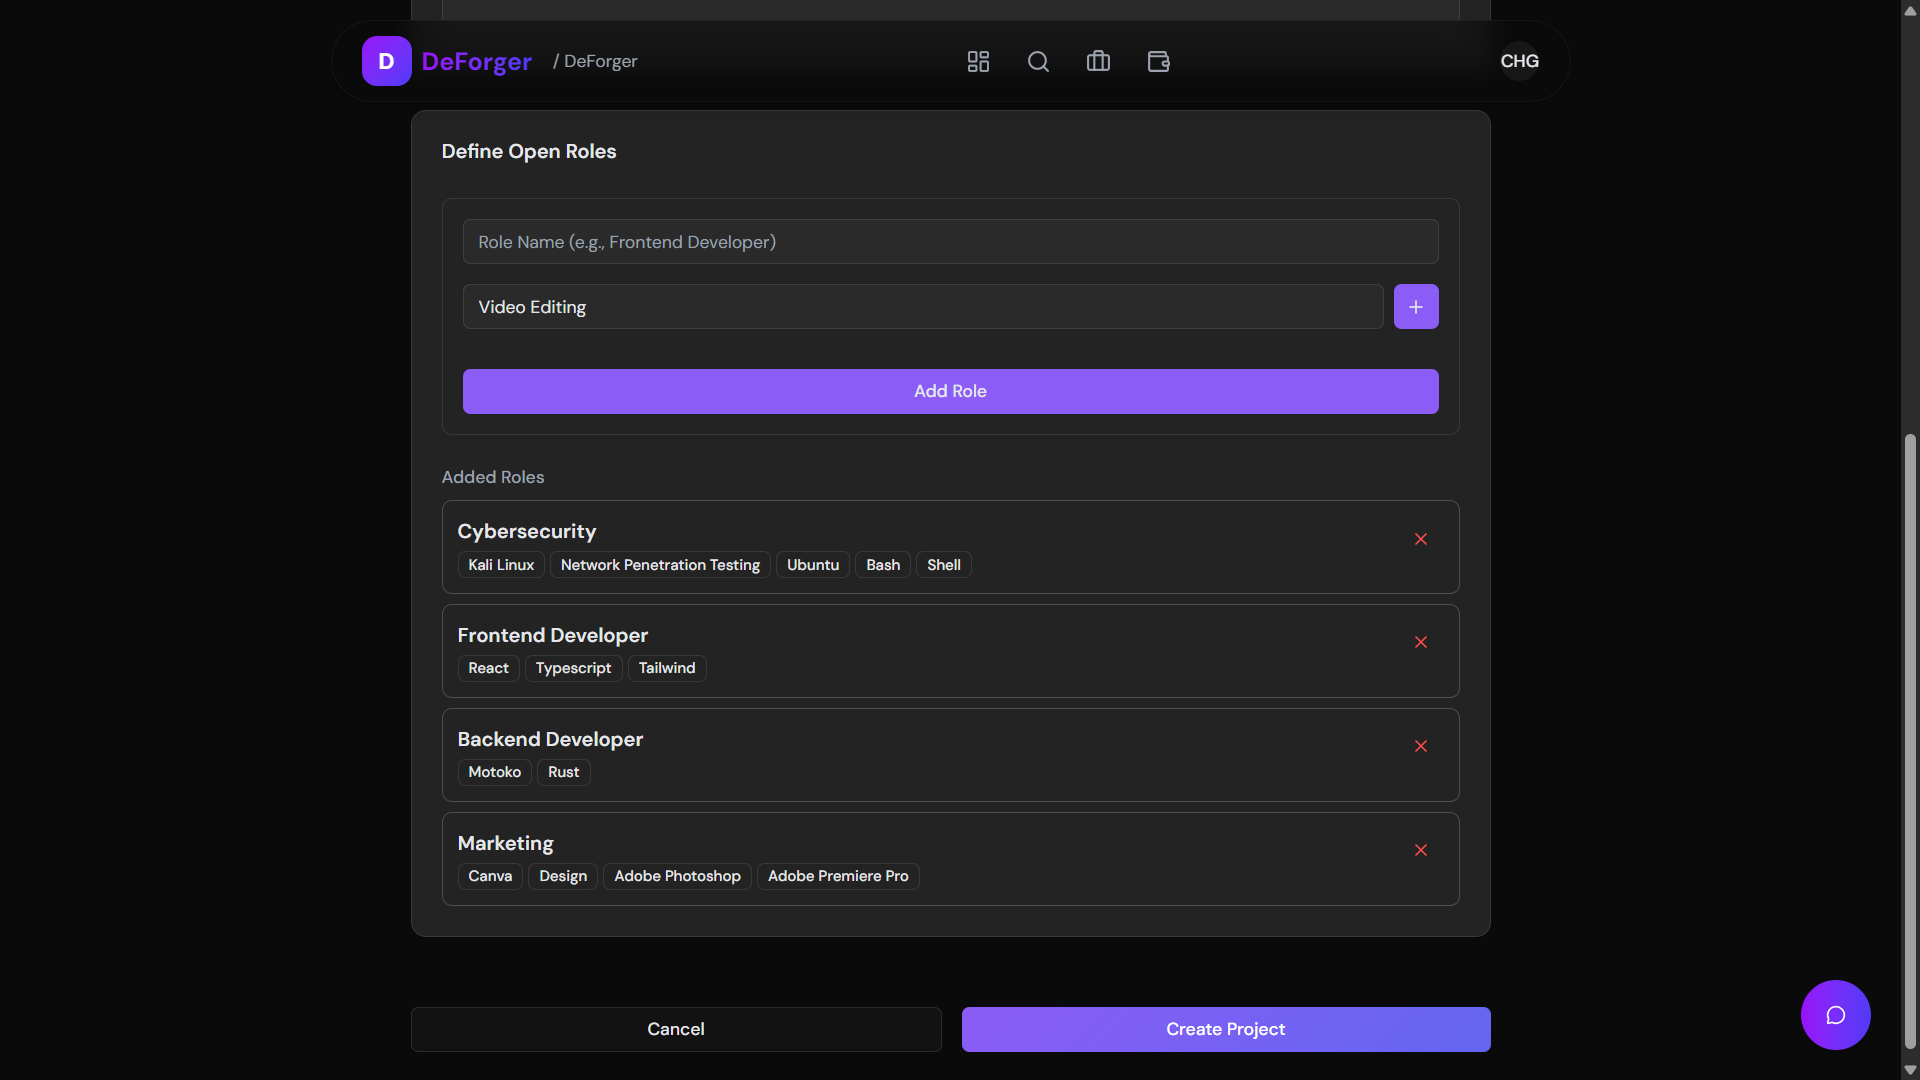 D DeForger / DeForger CHG
Define Open Roles
Role Name (e.g., Frontend Developer)
Video Editing
Add Role
Added Roles
Cybersecurity
Kali Linux Network Penetration Testing Ubuntu Bash Shell
Frontend Developer
React Typescript Tailwind
Backend Developer
Motoko Rust
Marketing
Canva Design Adobe Photoshop Adobe Premiere Pro
Cancel Create Project